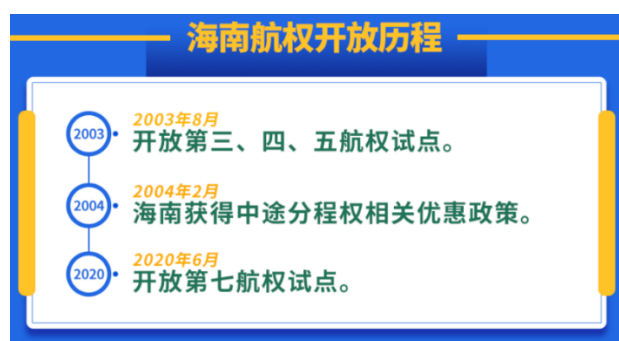 海南航权开放历程
2003
2003年8月
开放第三、四、五航权试点。
2004
2004年2月
海南获得中途分程权相关优惠政策。
2020
2020年6月
开放第七航权试点。